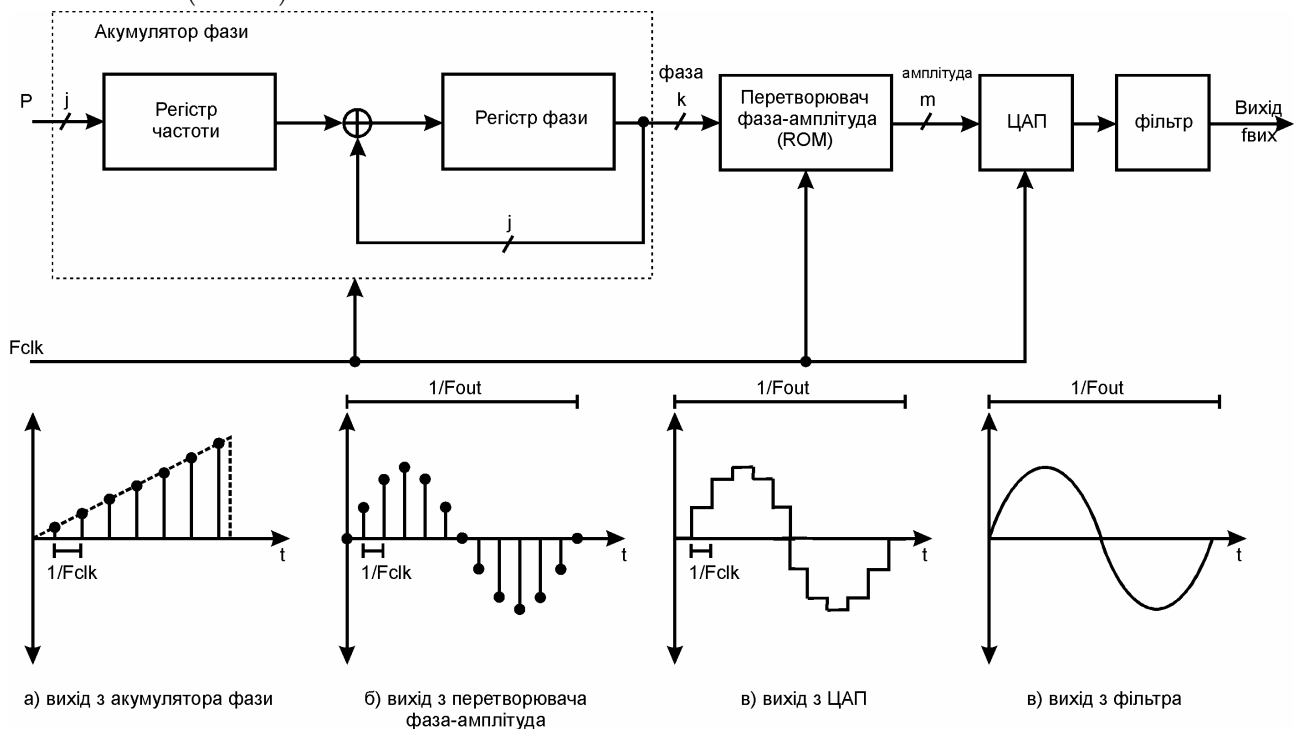 Акумулятор фази
P
j
Регістр
частоти
Регістр фази
j
фаза
k
Перетворювач
фаза-амплітуда
(ROM)
амплітуда
m
ЦАП
фільтр
Вихід
fвих
Fclk
1/Fout
1/Fout
1/Fout
t
1/Fclk
t
1/Fclk
t
1/Fclk
t
а) вихід з акумулятора фази
б) вихід з перетворювача
фаза-амплітуда
в) вихід з ЦАП
в) вихід з фільтра